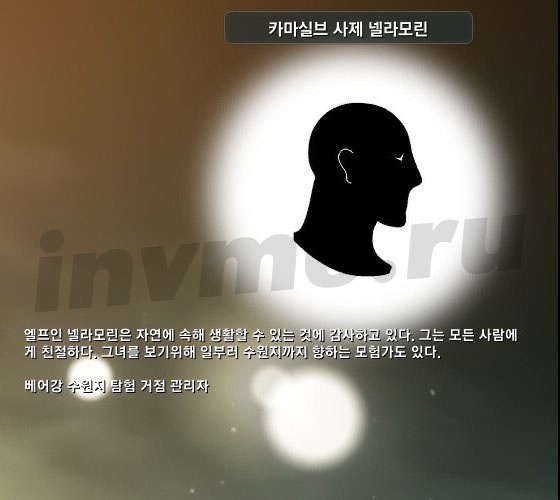 카마실브 사제 넬라모린
invme.ru
엘프인 넬라모린은 자연에 속해 생활할 수 있는 것에 감사하고 있다. 그는 모든 사람에
게 친절하다. 그녀를 보기위해 일부러 수원지까지 향하는 모험가도 있다.
베어강 수원지 탐험 거점 관리자